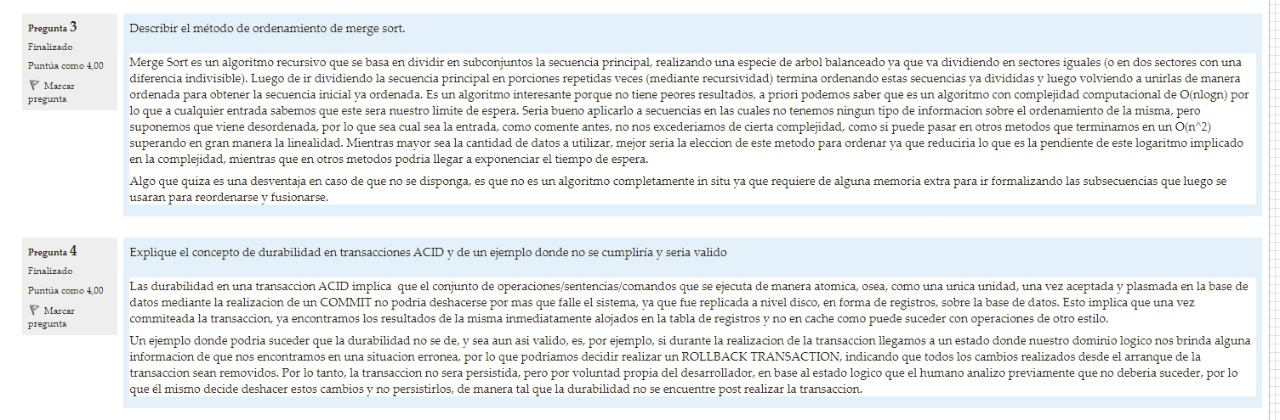 Pregunta 3
Finalizado
Puntúa como 4,00
Marcar
pregunta
Describir el método de ordenamiento de merge sort.
Merge Sort es un algoritmo recursivo que se basa en dividir en subconjuntos la secuencia principal, realizando una especie de arbol balanceado ya que va dividiendo en sectores iguales (o en dos sectores con una
diferencia indivisible). Luego de ir dividiendo la secuencia principal en porciones repetidas veces (mediante recursividad) termina ordenando estas secuencias ya divididas y luego volviendo a unirlas de manera
ordenada para obtener la secuencia inicial ya ordenada. Es un algoritmo interesante porque no tiene peores resultados, a priori podemos saber que es un algoritmo con complejidad computacional de O(nlogn) por
lo que a cualquier entrada sabemos que este sera nuestro limite de espera. Seria bueno aplicarlo a secuencias en las cuales no tenemos ningun tipo de informacion sobre el ordenamiento de la misma, pero
suponemos que viene desordenada, por lo que sea cual sea la entrada, como comente antes, no nos excederiamos de cierta complejidad, como si puede pasar en otros metodos que terminamos en un O(n^2)
superando en gran manera la linealidad. Mientras mayor sea la cantidad de datos a utilizar, mejor seria la eleccion de este metodo para ordenar ya que reduciria lo que es la pendiente de este logaritmo implicado
en la complejidad, mientras que en otros metodos podria llegar a exponenciar el tiempo de espera.
Algo que quiza es una desventaja en caso de que no se disponga, es que no es un algoritmo completamente in situ ya que requiere de alguna memoria extra para ir formalizando las subsecuencias que luego se
usaran para reordenarse y fusionarse.
Pregunta 4
Finalizado
Puntúa como 4,00
Marcar
pregunta
Explique el concepto de durabilidad en transacciones ACID y de un ejemplo donde no se cumpliría y seria valido
Las durabilidad en una transaccion ACID implica que el conjunto de operaciones/sentencias/comandos que se ejecuta de manera atomica, osea, como una unica unidad, una vez aceptada y plasmada en la base de
datos mediante la realizacion de un COMMIT no podria deshacerse por mas que falle el sistema, ya que fue replicada a nivel disco, en forma de registros, sobre la base de datos. Esto implica que una vez
commiteada la transaccion, ya encontramos los resultados de la misma inmediatamente alojados en la tabla de registros y no en cache como puede suceder con operaciones de otro estilo.
Un ejemplo donde podria suceder que la durabilidad no se de, y sea aun asi valido, es, por ejemplo, si durante la realizacion de la transaccion llegamos a un estado donde nuestro dominio logico nos brinda alguna
informacion de que nos encontramos en una situacion erronea, por lo que podriamos decidir realizar un ROLLBACK TRANSACTION, indicando que todos los cambios realizados desde el arranque de la
transaccion sean removidos. Por lo tanto, la transaccion no sera persistida, pero por voluntad propia del desarrollador, en base al estado logico que el humano analizo previamente que no deberia suceder, por lo
que él mismo decide deshacer estos cambios y no persistirlos, de manera tal que la durabilidad no se encuentre post realizar la transaccion.